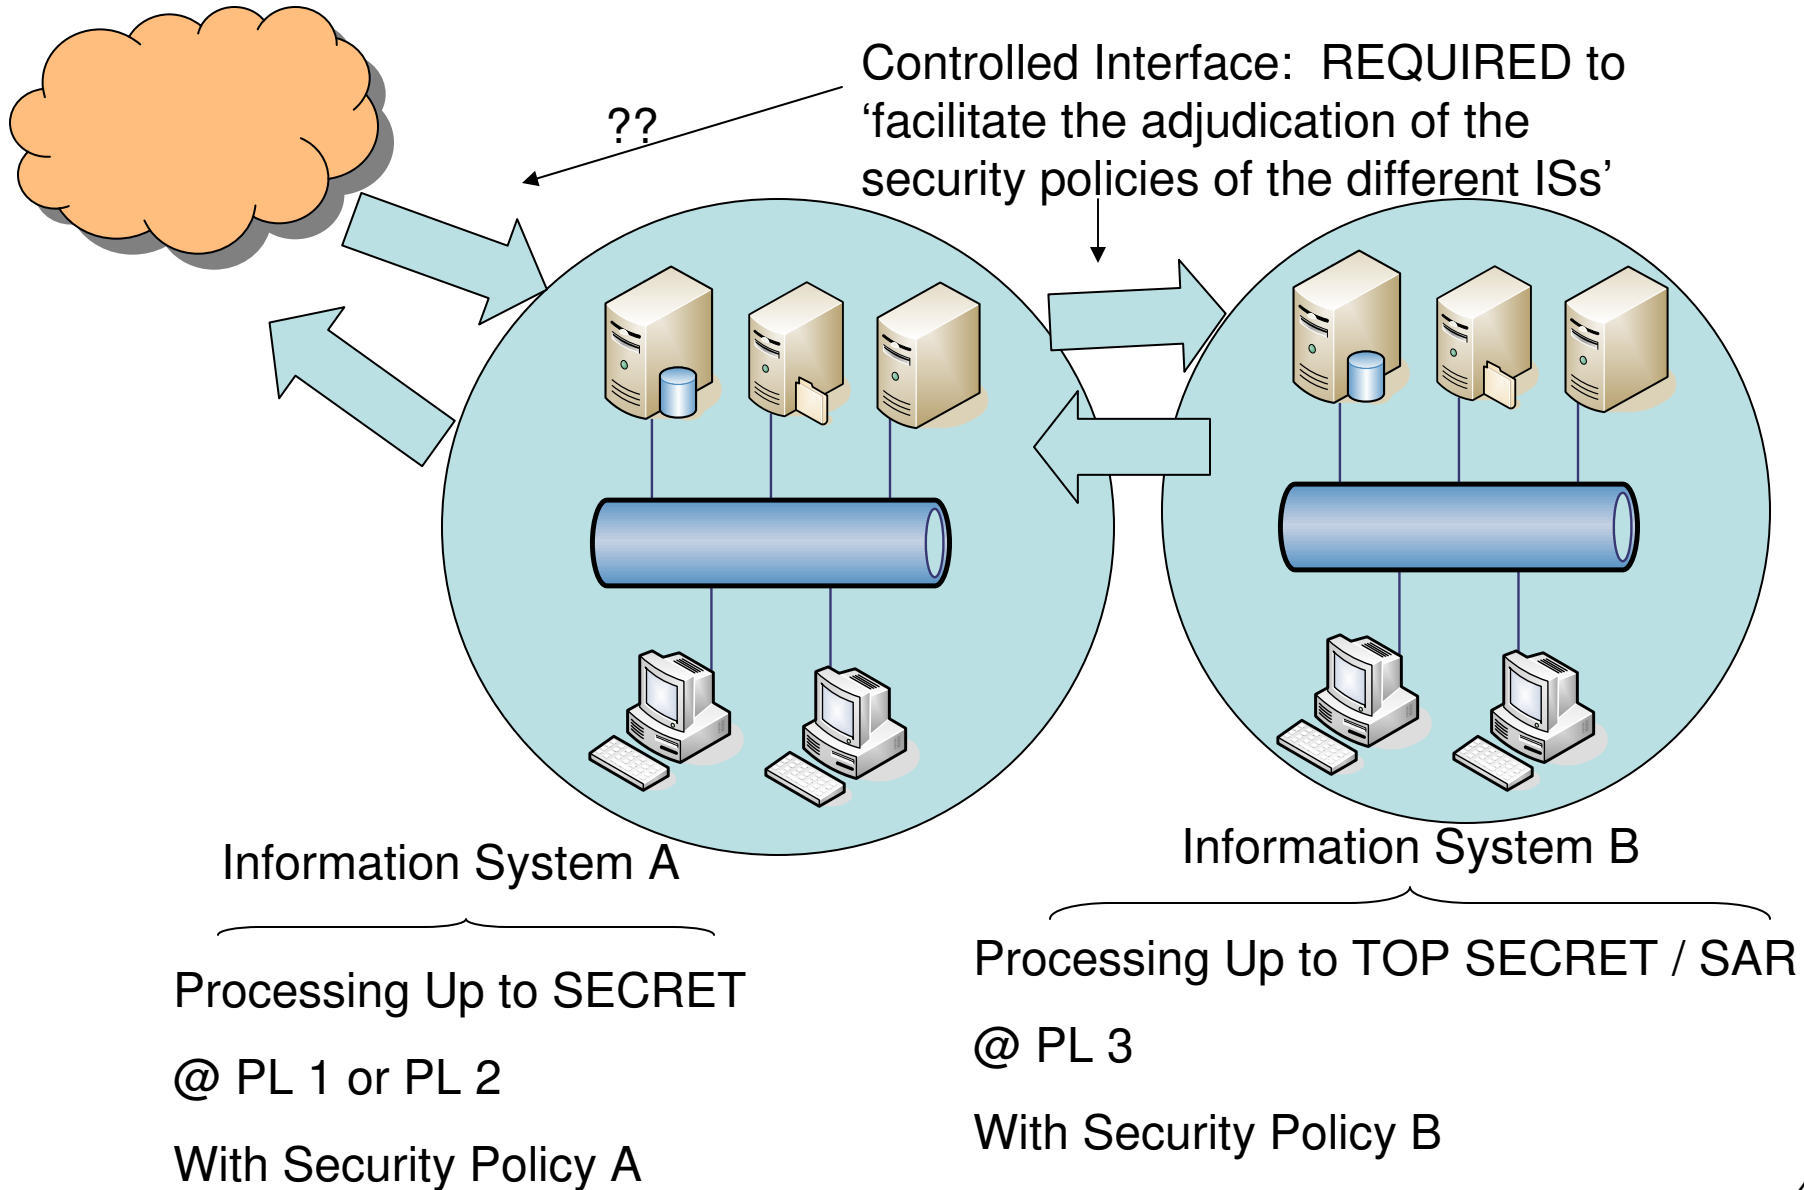 Controlled Interface:  REQUIRED to
‘facilitate the adjudication of the
security policies of the different ISs’
??
Information System A
Processing Up to SECRET
@ PL 1 or PL 2
With Security Policy A
Information System B
Processing Up to TOP SECRET / SAR
@ PL 3
With Security Policy B